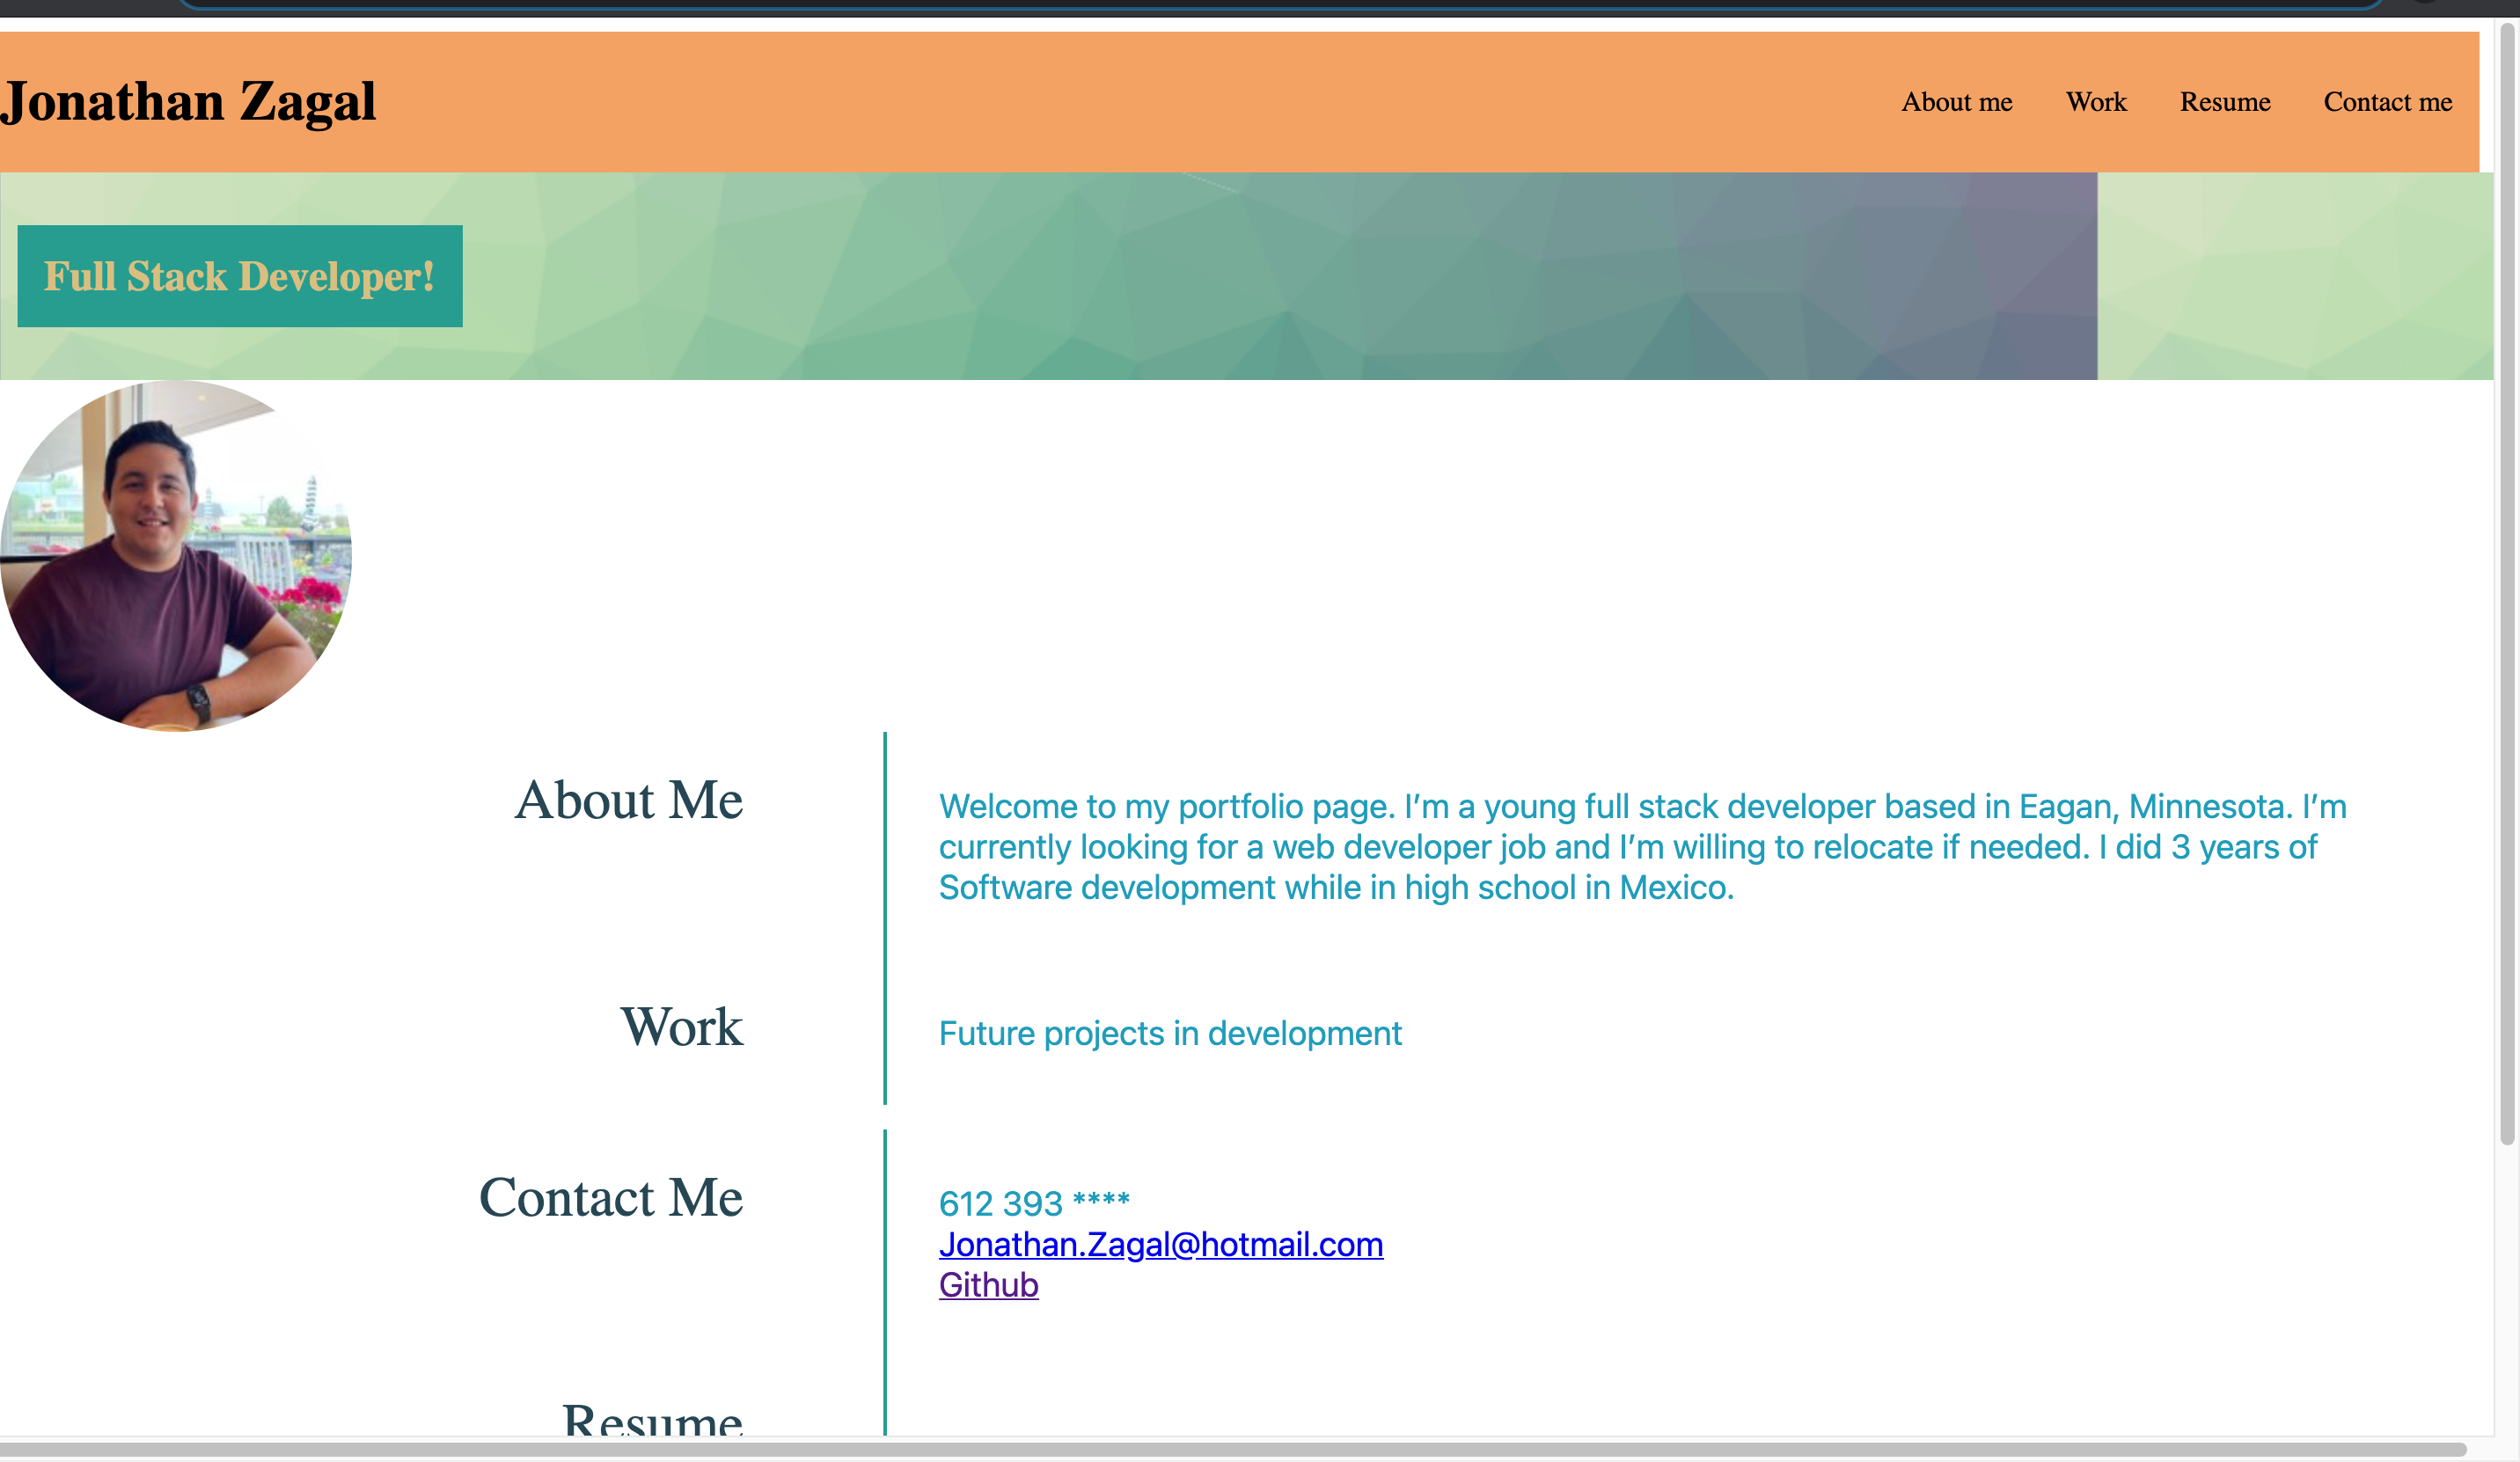 Jonathan Zagal
About me Work Resume Contact me
Full Stack Developer!
About Me
Welcome to my portfolio page. I’m a young full stack developer based in Eagan, Minnesota. I’m
currently looking for a web developer job and I’m willing to relocate if needed. I did 3 years of
Software development while in high school in Mexico.
Work
Future projects in development
Contact Me
612 393 ****
Jonathan.Zagal@hotmail.com
Github
Resume